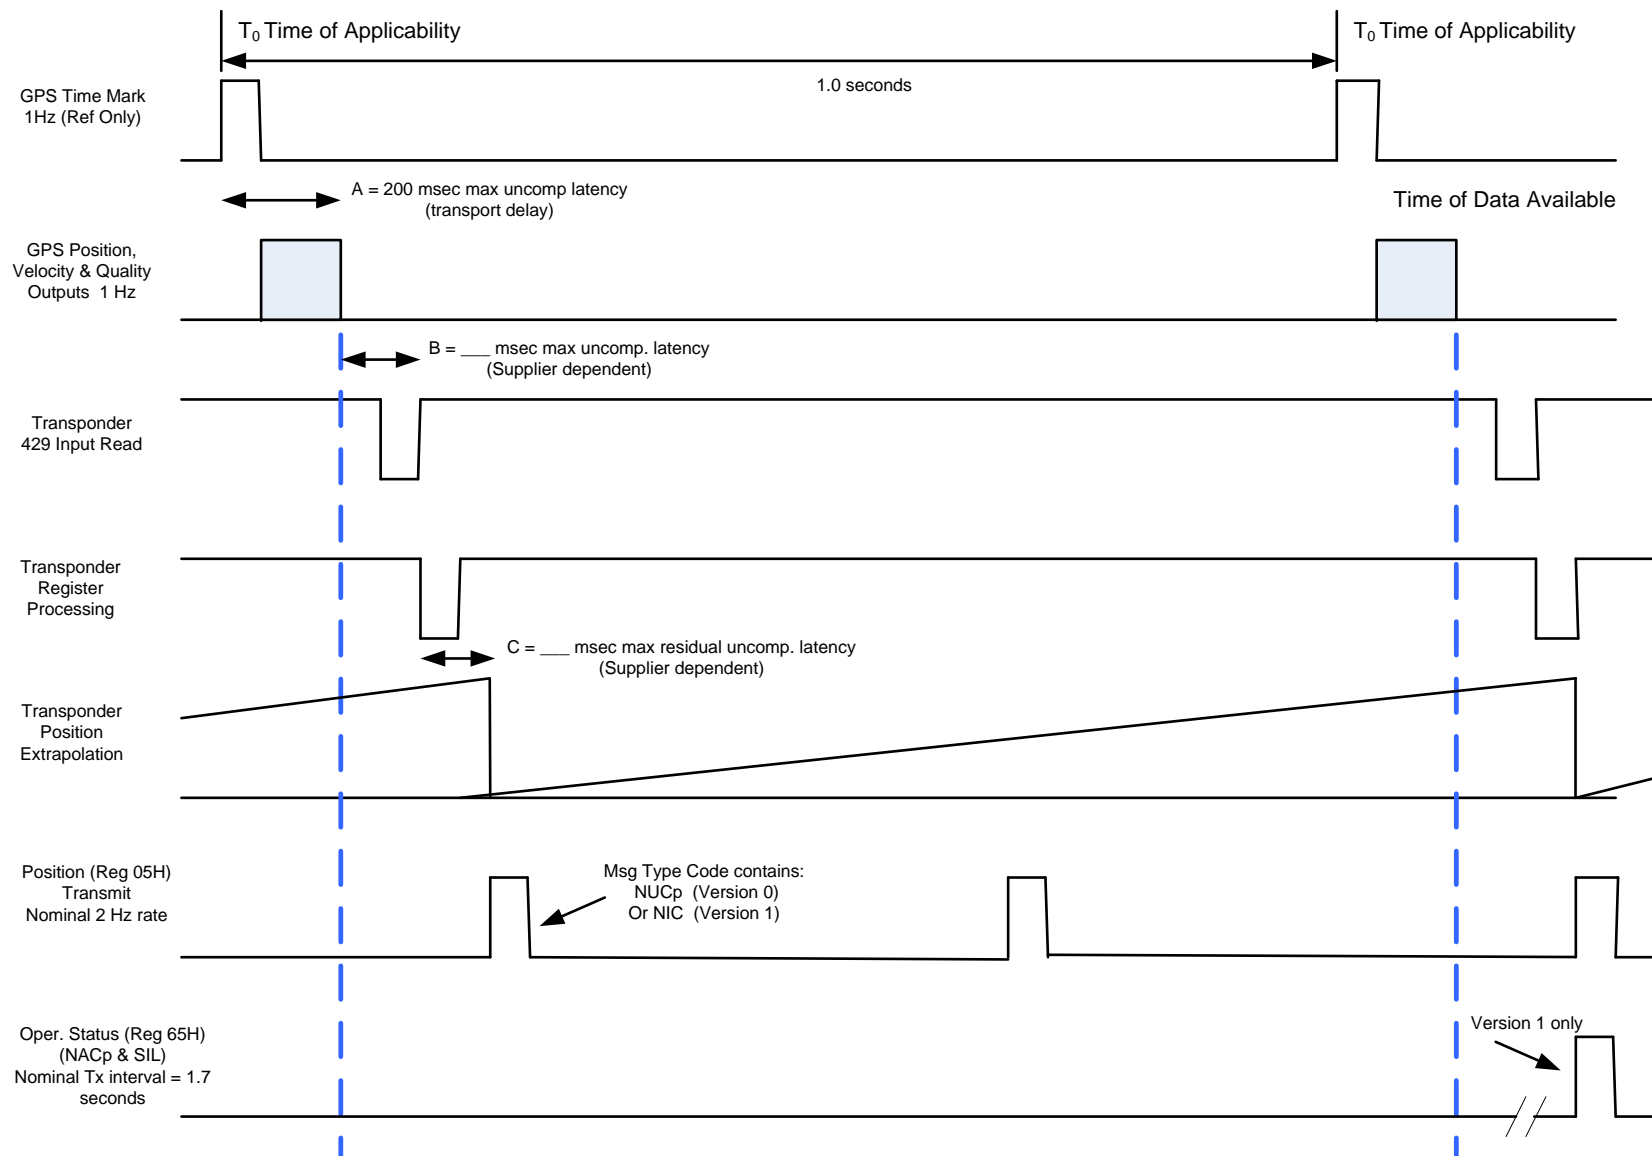 T0 Time of Applicability
T0 Time of Applicability
1.0 seconds
GPS Time Mark
1Hz (Ref Only)
A = 200 msec max uncomp latency
(transport delay)
Time of Data Available
GPS Position,
Velocity & Quality
Outputs 1 Hz
B = ___ msec max uncomp. latency
(Supplier dependent)
Transponder
429 Input Read
Transponder
Register
Processing
C = ___ msec max residual uncomp. latency
(Supplier dependent)
Transponder
Position
Extrapolation
Position (Reg 05H)
Transmit
Nominal 2 Hz rate
Msg Type Code contains:
NUCp (Version 0)
Or NIC (Version 1)
Oper. Status (Reg 65H)
(NACp & SIL)
Nominal Tx interval = 1.7
seconds
Version 1 only